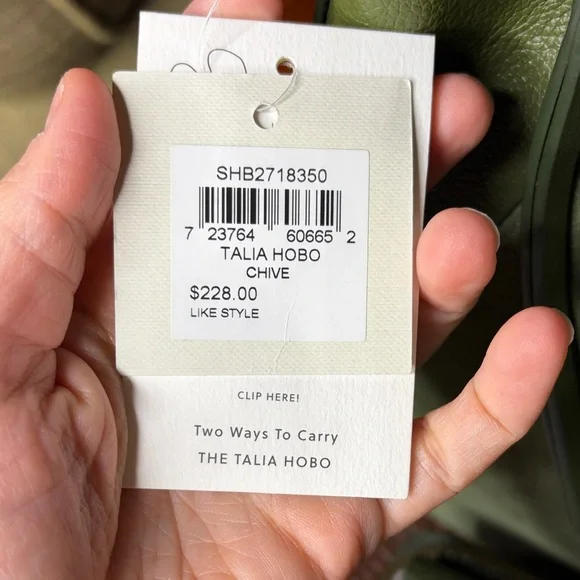 SHB2718350
7 23764 60665 2
TALIA HOBO
CHIVE
$228.00
LIKE STYLE
CLIP HERE!
Two Ways To Carry
THE TALIA HOBO